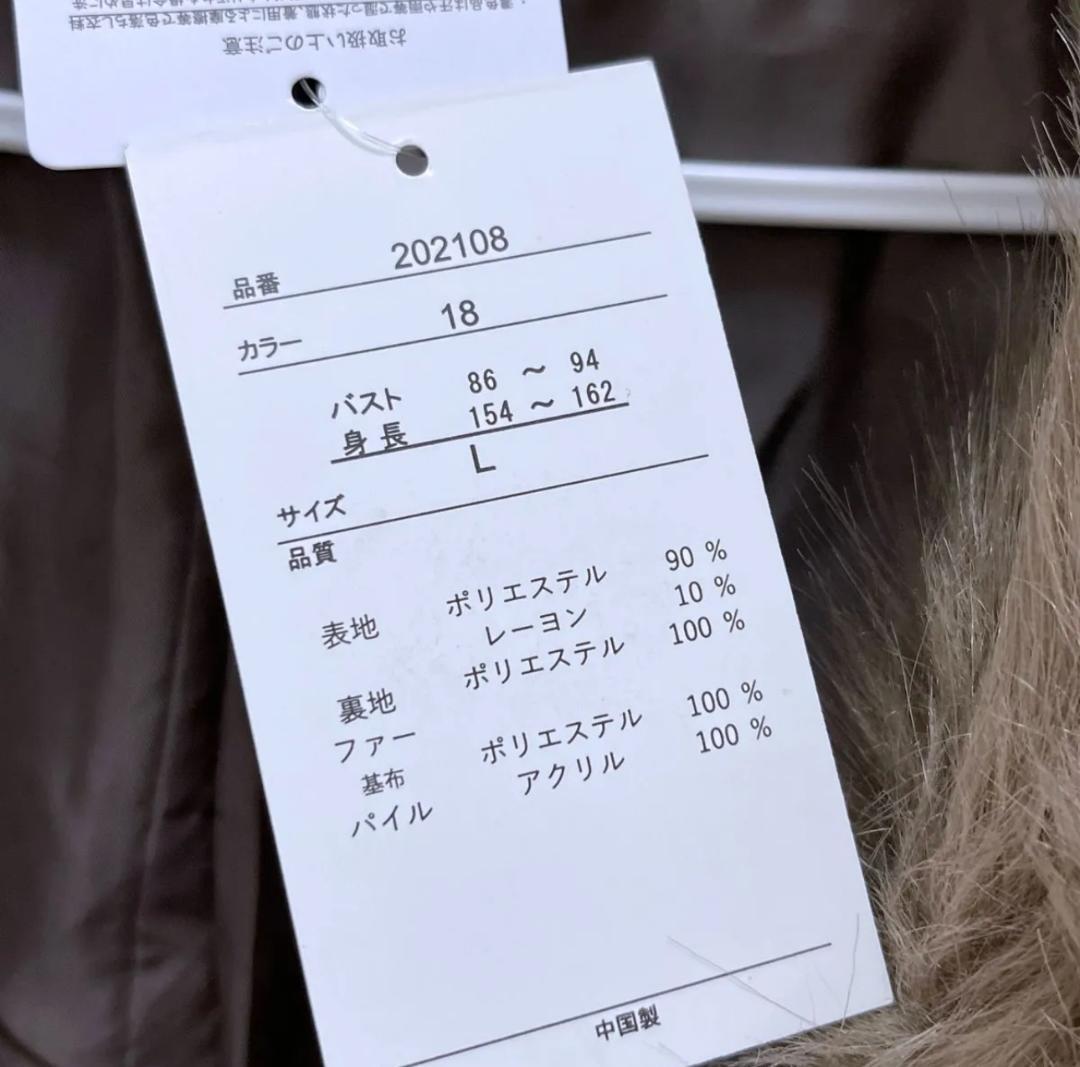 お取扱い上のご注意
品番 202108
カラー 18
バスト 86 ～ 94
身長 154 ～ 162
L
サイズ
品質
表地 ポリエステル 90 %
レーヨン 10 %
裏地 ポリエステル 100 %
ファー
基布 ポリエステル 100 %
パイル アクリル 100 %
中国製